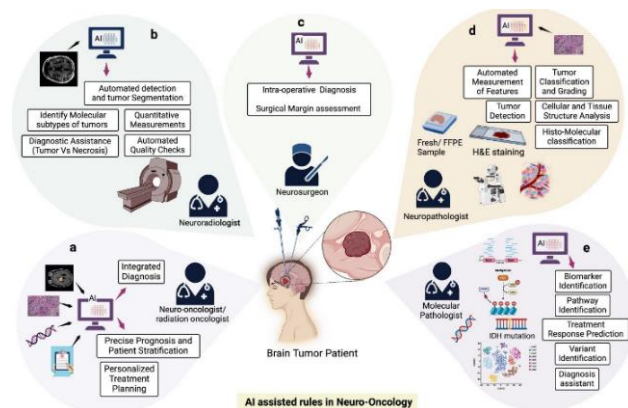 b
AI
Automated detection
and tumor Segmentation
Identify Molecular
subtypes of tumors
Quantitative
Measurements
Diagnostic Assistance
(Tumor Vs Necrosis)
Automated
Quality Checks
Neuroradiologist
c
AI
Intra-operative Diagnosis
Surgical Margin assessment
Neurosurgeon
d
AI
Automated
Measurement
of Features
Tumor
Classification
and Grading
Tumor
Detection
Cellular and Tissue
Structure Analysis
Histo-Molecular
classification
Fresh/ FFPE
Sample
H&E staining
Neuropathologist
a
AI
Integrated
Diagnosis
Neuro-oncologist/
radiation oncologist
Precise Prognosis and
Patient Stratification
Personalized
Treatment
Planning
Brain Tumor Patient
e
AI
Molecular
Pathologist
IDH mutation
Biomarker
Identification
Pathway
Identification
Treatment
Response Prediction
Variant
Identification
Diagnosis
assistant
AI assisted rules in Neuro-Oncology